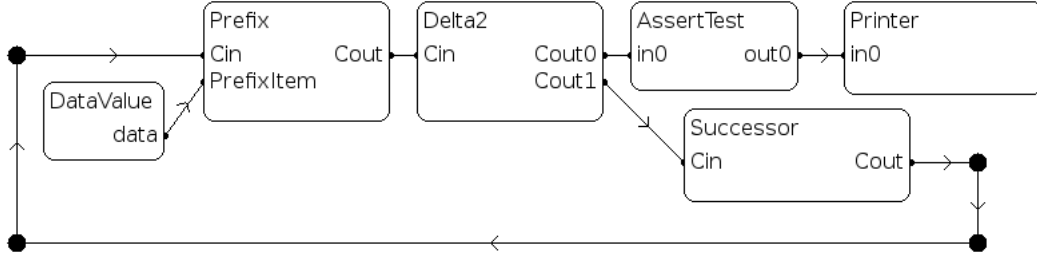 Prefix
Cin Cout
PrefixItem
Delta2
Cin Cout0
Cout1
AssertTest
in0 out0
Printer
in0
DataValue
data
Successor
Cin Cout